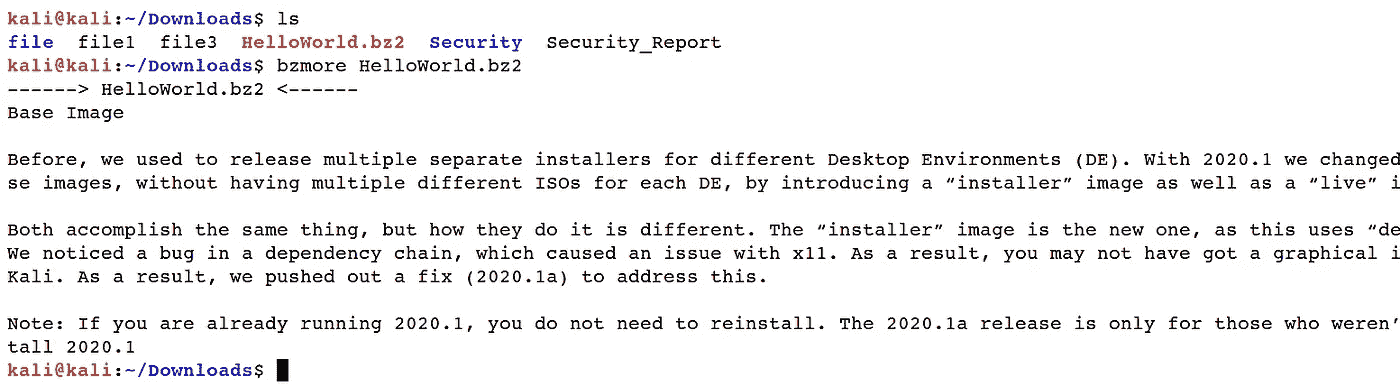 kali@kali:~/Downloads$ ls
file file1 file3 HelloWorld.bz2 Security Security_Report
kali@kali:~/Downloads$ bzmore HelloWorld.bz2
------> HelloWorld.bz2 <------
Base Image
Before, we used to release multiple separate installers for different Desktop Environments (DE). With 2020.1 we changed
se images, without having multiple different ISOs for each DE, by introducing a “installer” image as well as a “live” i
Both accomplish the same thing, but how they do it is different. The “installer” image is the new one, as this uses “de
We noticed a bug in a dependency chain, which caused an issue with x11. As a result, you may not have got a graphical i
Kali. As a result, we pushed out a fix (2020.1a) to address this.
Note: If you are already running 2020.1, you do not need to reinstall. The 2020.1a release is only for those who weren’
tall 2020.1
kali@kali:~/Downloads$